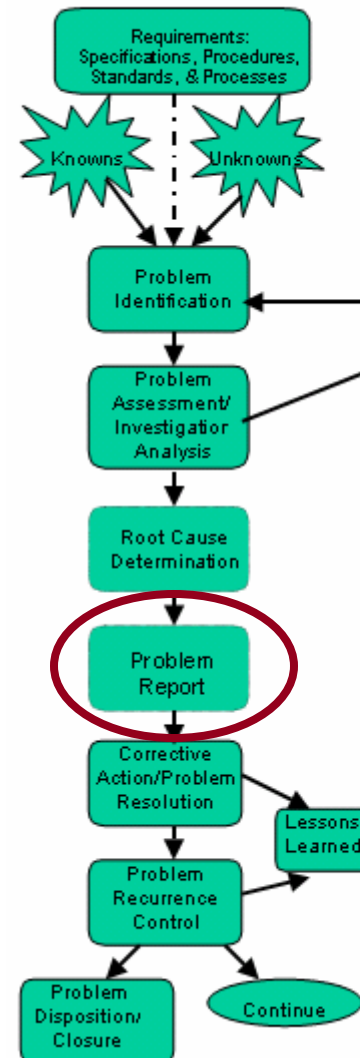 Requirements:
Specifications, Procedures,
Standards, & Processes
Knowns
Unknowns
Problem
Identification
Problem
Assessment/
Investigation
Analysis
Root Cause
Determination
Problem
Report
Corrective
Action/Problem
Resolution
Lessons
Learned
Problem
Recurrence
Control
Problem
Disposition/
Closure
Continue